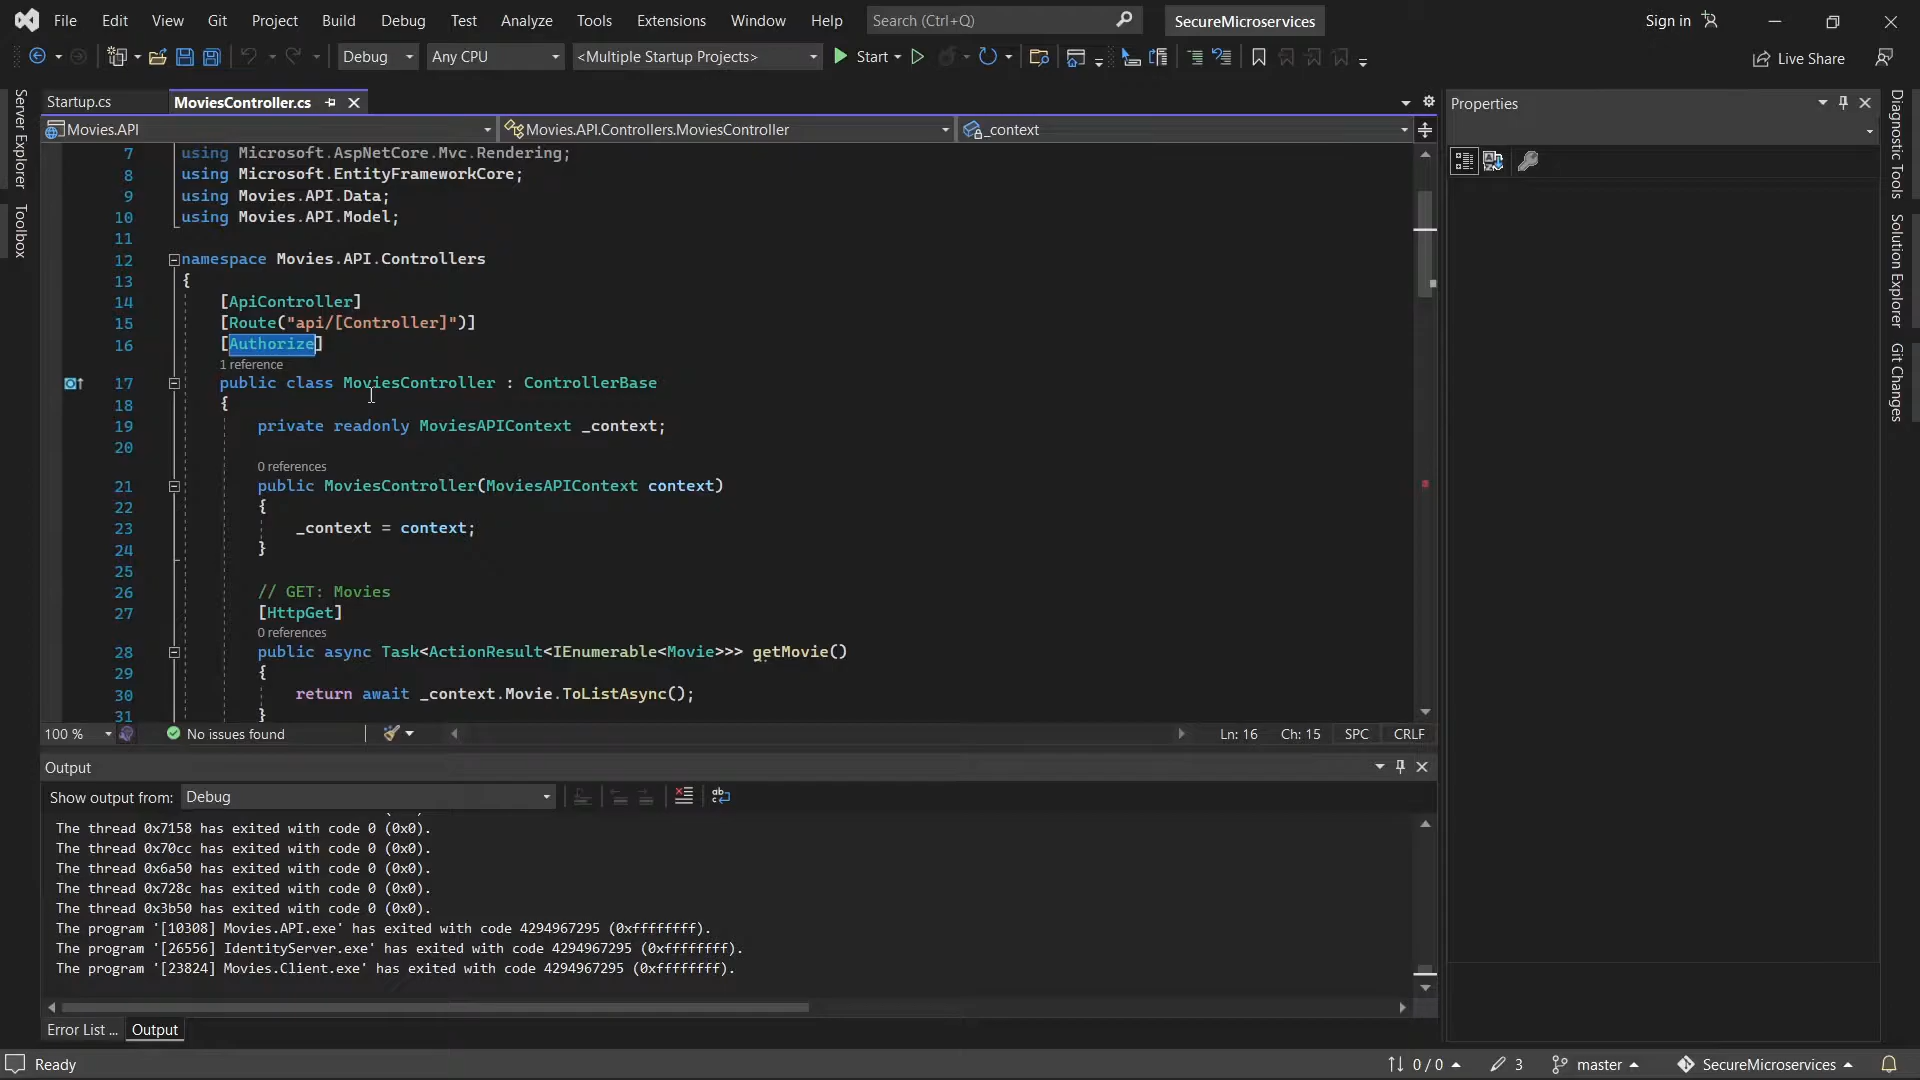 File Edit View Git Project Build Debug Test Analyze Tools Extensions Window Help Search (Ctrl+Q) SecureMicroservices Sign in
Debug Any CPU <Multiple Startup Projects> Start Live Share
Server Explorer
Toolbox
Startup.cs MoviesController.cs
Movies.API Movies.API.Controllers.MoviesController _context
7 using Microsoft.AspNetCore.Mvc.Rendering;
8 using Microsoft.EntityFrameworkCore;
9 using Movies.API.Data;
10 using Movies.API.Model;
11
12 namespace Movies.API.Controllers
13 {
14 [ApiController]
15 [Route("api/[Controller]")]
16 [Authorize]
1 reference
17 public class MoviesController : ControllerBase
18 {
19 private readonly MoviesAPIContext _context;
20
0 references
21 public MoviesController(MoviesAPIContext context)
22 {
23 _context = context;
24 }
25
26 // GET: Movies
27 [HttpGet]
0 references
28 public async Task<ActionResult<IEnumerable<Movie>>> getMovie()
29 {
30 return await _context.Movie.ToListAsync();
31 }
100 % No issues found Ln: 16 Ch: 15 SPC CRLF
Output
Show output from: Debug
The thread 0x7158 has exited with code 0 (0x0).
The thread 0x70cc has exited with code 0 (0x0).
The thread 0x6a50 has exited with code 0 (0x0).
The thread 0x728c has exited with code 0 (0x0).
The thread 0x3b50 has exited with code 0 (0x0).
The program '[10308] Movies.API.exe' has exited with code 4294967295 (0xffffffff).
The program '[26556] IdentityServer.exe' has exited with code 4294967295 (0xffffffff).
The program '[23824] Movies.Client.exe' has exited with code 4294967295 (0xffffffff).
Error List ... Output
Properties
Diagnostic Tools
Solution Explorer
Git Changes
Ready 0 / 0 3 master SecureMicroservices